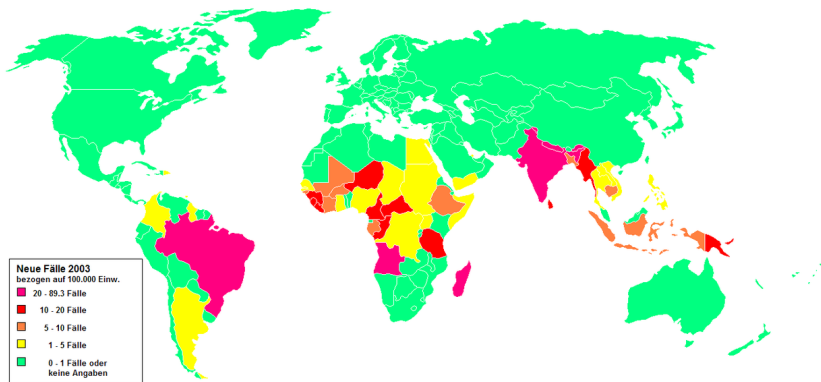 Neue Fälle 2003
bezogen auf 100.000 Einw.
20 - 89.3 Fälle
10 - 20 Fälle
5 - 10 Fälle
1 - 5 Fälle
0 - 1 Fälle oder
keine Angaben